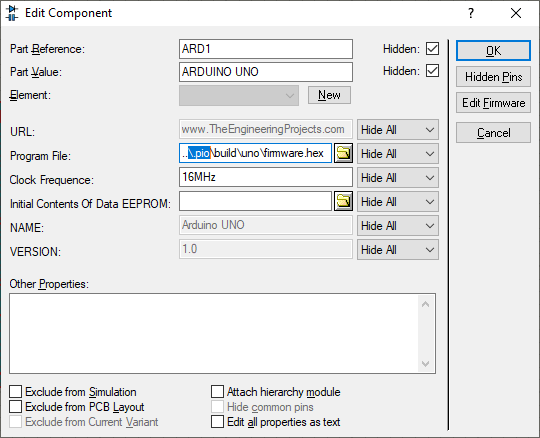 Edit Component
?
Part Reference: ARD1 Hidden:
Part Value: ARDUINO UNO Hidden:
Element: New
URL: www.TheEngineeringProjects.com Hide All
Program File: ..\.pio\build\uno\firmware.hex Hide All
Clock Frequence: 16MHz Hide All
Initial Contents Of Data EEPROM: Hide All
NAME: Arduino UNO Hide All
VERSION: 1.0 Hide All
Other Properties:
Exclude from Simulation Attach hierarchy module
Exclude from PCB Layout Hide common pins
Exclude from Current Variant Edit all properties as text
OK
Hidden Pins
Edit Firmware
Cancel